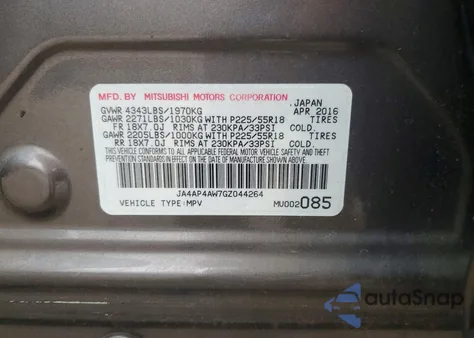 MFD. BY MITSUBISHI MOTORS CORPORATION JAPAN
GVWR 4343LBS/1970KG APR 2016
GAWR 2271LBS/1030KG WITH P225/55R18 TIRES
FR 18X7.0J RIMS AT 230KPA/33PSI COLD.
GAWR 2205LBS/1000KG WITH P225/55R18 TIRES
RR 18X7.0J RIMS AT 230KPA/33PSI COLD.
THIS VEHICLE CONFORMS TO ALL APPLICABLE FEDERAL MOTOR VEHICLE
SAFETY AND THEFT PREVENTION STANDARDS IN EFFECT ON THE DATE OF
MANUFACTURE SHOWN ABOVE.
JA4AP4AW7GZ044264
VEHICLE TYPE:MPV MU002085
autoSnap